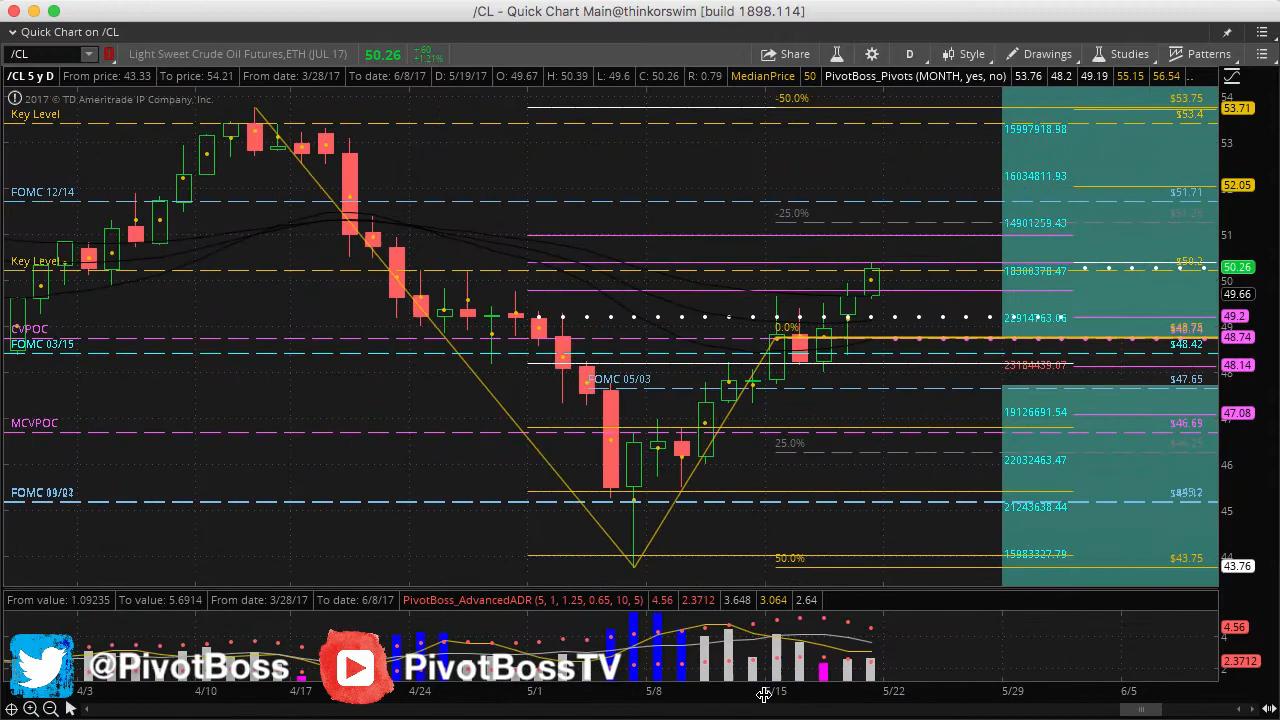 /CL - Quick Chart Main@thinkorswim [build 1898.114]
Quick Chart on /CL
/CL Light Sweet Crude Oil Futures,ETH (JUL 17) 50.26 +.60 +1.21% Share D Style Drawings Studies Patterns
/CL 5 y D From price: 43.33 To price: 54.21 From date: 3/28/17 To date: 6/8/17 D: 5/19/17 O: 49.67 H: 50.39 L: 49.6 C: 50.26 R: 0.79 MedianPrice 50 PivotBoss_Pivots (MONTH, yes, no) 53.76 48.2 49.19 55.15 56.54 ..
2017 © TD Ameritrade IP Company, Inc.
-50.0% $53.75 54
53.71
Key Level $53.4
15997918.98
53
16034811.93
52.05
FOMC 12/14 $51.71
-25.0%
14901259.43
51
Key Level - $50.2
18300378.47 50.26
50
49.66
49.2
0.0%
CVPOC 48.74
FOMC 03/15 $48.42
23184439.07 48.14
FOMC 05/03 $47.65
19126691.54 47.08
MCVPOC $46.69
25.0%
22032463.47 46
FOMC
21243638.44 45
50.0% 15983327.79 $43.75 44
43.76
From value: 1.09235 To value: 5.6914 From date: 3/28/17 To date: 6/8/17 PivotBoss_AdvancedADR (5, 1, 1.25, 0.65, 10, 5) 4.56 2.3712 3.648 3.064 2.64
4.56
4
2.3712
2
@PivotBoss PivotBossTV
4/3 4/10 4/17 4/24 5/1 5/8 5/15 5/22 5/29 6/5